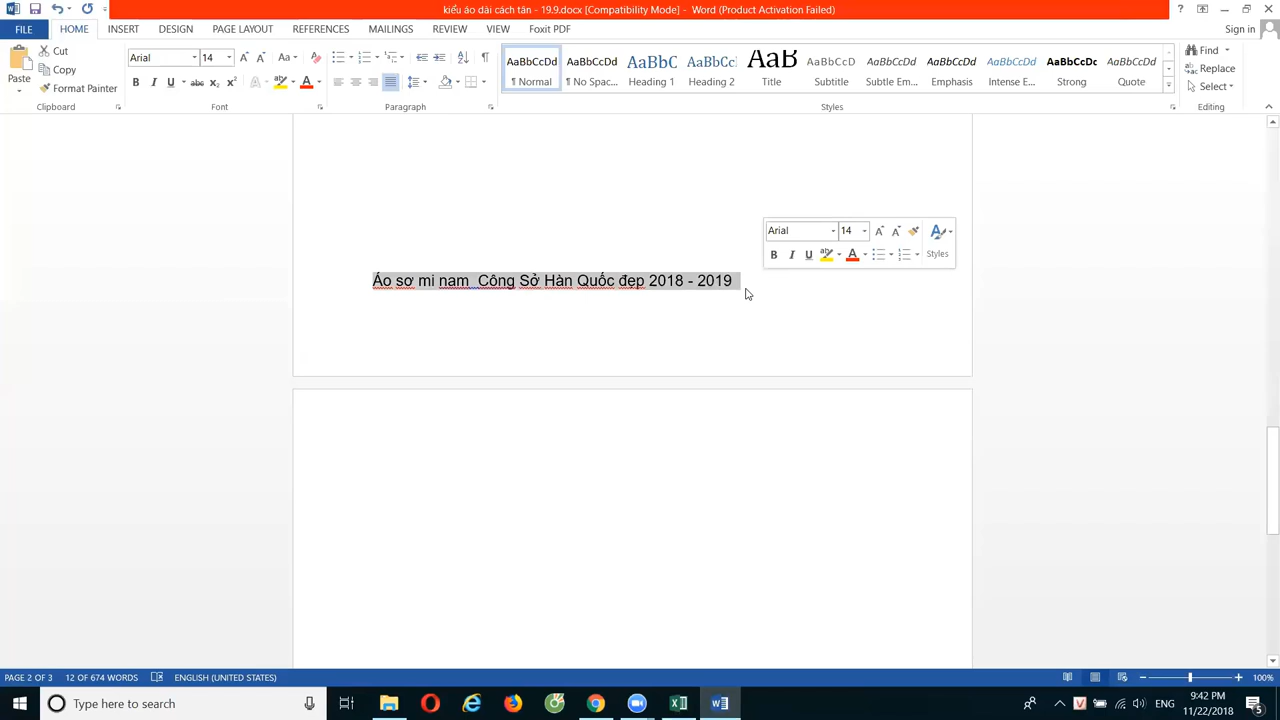 kiểu áo dài cách tân - 19.9.docx [Compatibility Mode] - Word (Product Activation Failed)
FILE HOME INSERT DESIGN PAGE LAYOUT REFERENCES MAILINGS REVIEW VIEW Foxit PDF Sign in
Paste
Cut
Copy
Format Painter
Clipboard
Arial 14
Font
Paragraph
AaBbCcDd AaBbCcDd AaBbC AaBbCc AaB AaBbCcD AaBbCcDd AaBbCcDd AaBbCcDd AaBbCcDc AaBbCcDd
¶ Normal ¶ No Spac... Heading 1 Heading 2 Title Subtitle Subtle Em... Emphasis Intense E... Strong Quote
Styles
Find
Replace
Select
Editing
Arial 14
B I U
Styles
Áo sơ mi nam  Công Sở Hàn Quốc đẹp 2018 - 2019
PAGE 2 OF 3 12 OF 674 WORDS ENGLISH (UNITED STATES) 100%
Type here to search
ENG
9:42 PM
11/22/2018
5